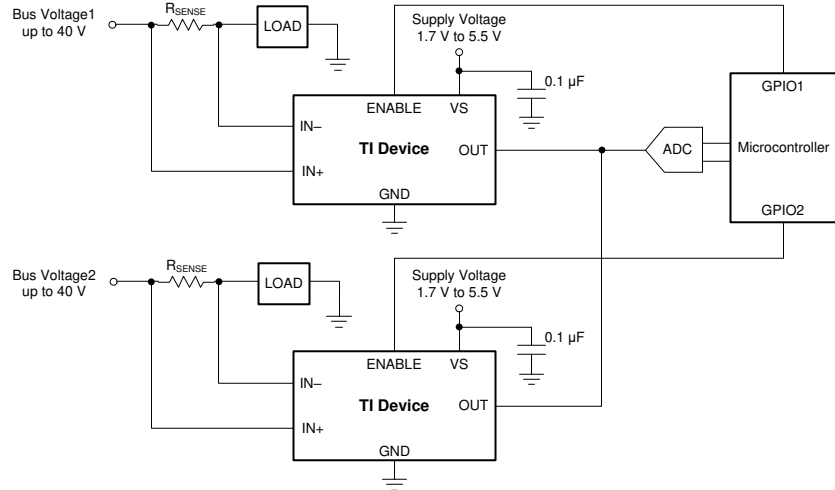 Bus Voltage1
up to 40 V
RSENSE
LOAD
Supply Voltage
1.7 V to 5.5 V
0.1 µF
ENABLE
VS
IN−
TI Device
OUT
IN+
GND
ADC
GPIO1
Microcontroller
GPIO2
Bus Voltage2
up to 40 V
RSENSE
LOAD
Supply Voltage
1.7 V to 5.5 V
0.1 µF
ENABLE
VS
IN−
TI Device
OUT
IN+
GND